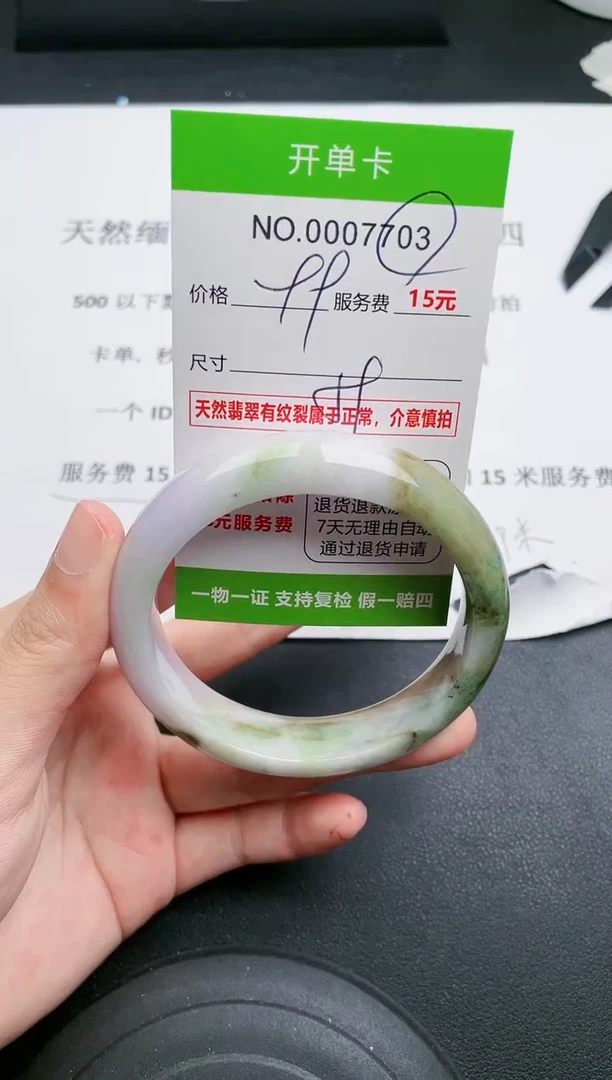 开单卡
NO.0007703
价格 99 服务费 15元
尺寸
天然翡翠有纹裂属于正常，介意慎拍
元服务费
退货退款
7天无理由自动
通过退货申请
一物一证 支持复检 假一赔四
天然缅 四
500 以下 拍
卡单、秒
一个 ID
服务费 15 15 米服务费